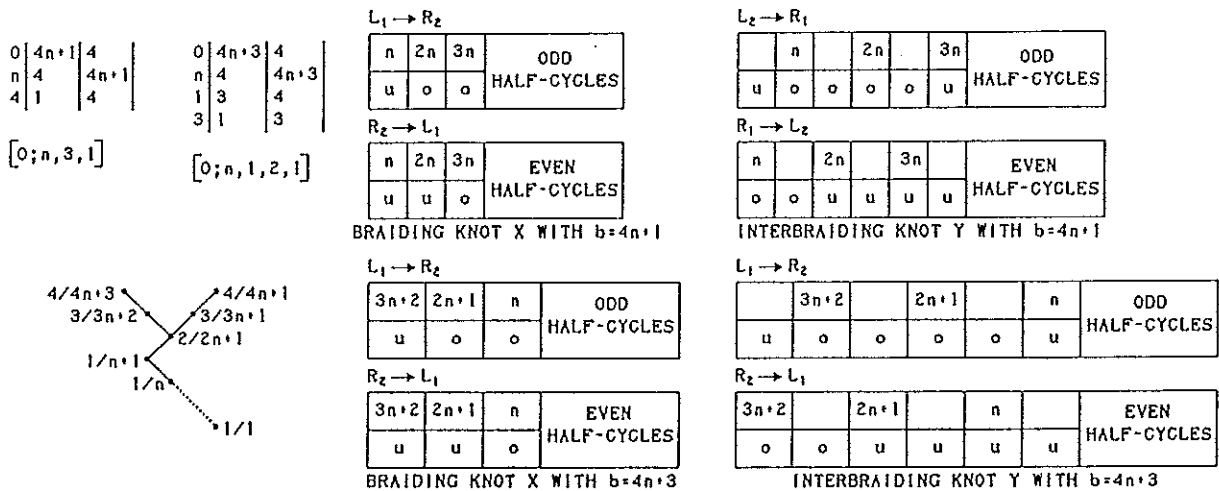 0 | 4n+1 | 4
n | 4 | 4n+1
4 | 1 | 4
[0;n,3,1]
0 | 4n+3 | 4
n | 4 | 4n+3
1 | 3 | 4
3 | 1 | 3
[0;n,1,2,1]
L₁ → R₂
n 2n 3n ODD HALF-CYCLES
u o o
R₂ → L₁
n 2n 3n EVEN HALF-CYCLES
u u o
BRAIDING KNOT X WITH b=4n+1
L₂ → R₁
n 2n 3n ODD HALF-CYCLES
u o o o o u
R₁ → L₂
n 2n 3n EVEN HALF-CYCLES
o o u u u u
INTERBRAIDING KNOT Y WITH b=4n+1
4/4n+3 4/4n+1
3/3n+2 3/3n+1
2/2n+1
1/n+1
1/n
1/1
L₁ → R₂
3n+2 2n+1 n ODD HALF-CYCLES
u o o
R₂ → L₁
3n+2 2n+1 n EVEN HALF-CYCLES
u u o
BRAIDING KNOT X WITH b=4n+3
L₁ → R₂
3n+2 2n+1 n ODD HALF-CYCLES
u o o o o u
R₂ → L₁
3n+2 2n+1 n EVEN HALF-CYCLES
o o u u u u
INTERBRAIDING KNOT Y WITH b=4n+3